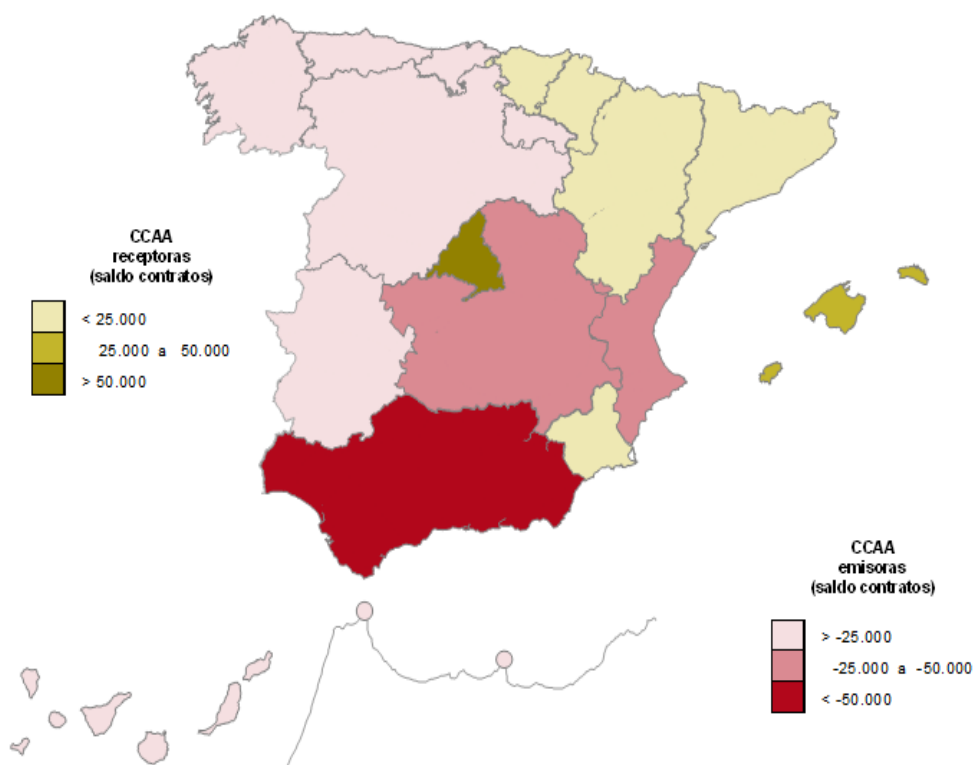 CCAA
receptoras
(saldo contratos)
< 25.000
25.000 a 50.000
> 50.000
CCAA
emisoras
(saldo contratos)
> -25.000
-25.000 a -50.000
< -50.000